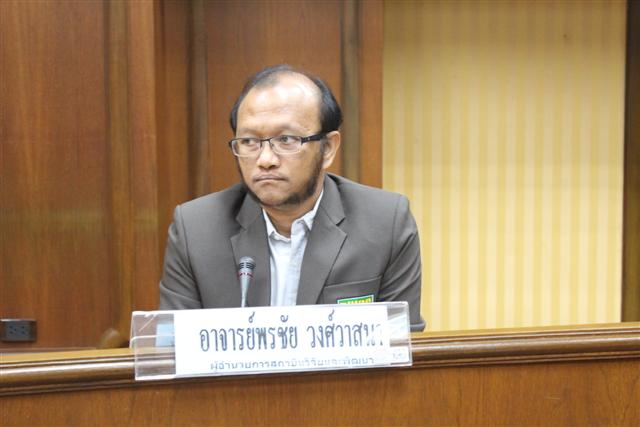 อาจารย์พรชัย วงศ์วาสนา
ผู้อำนวยการสถาบันวิจัยและพัฒนา